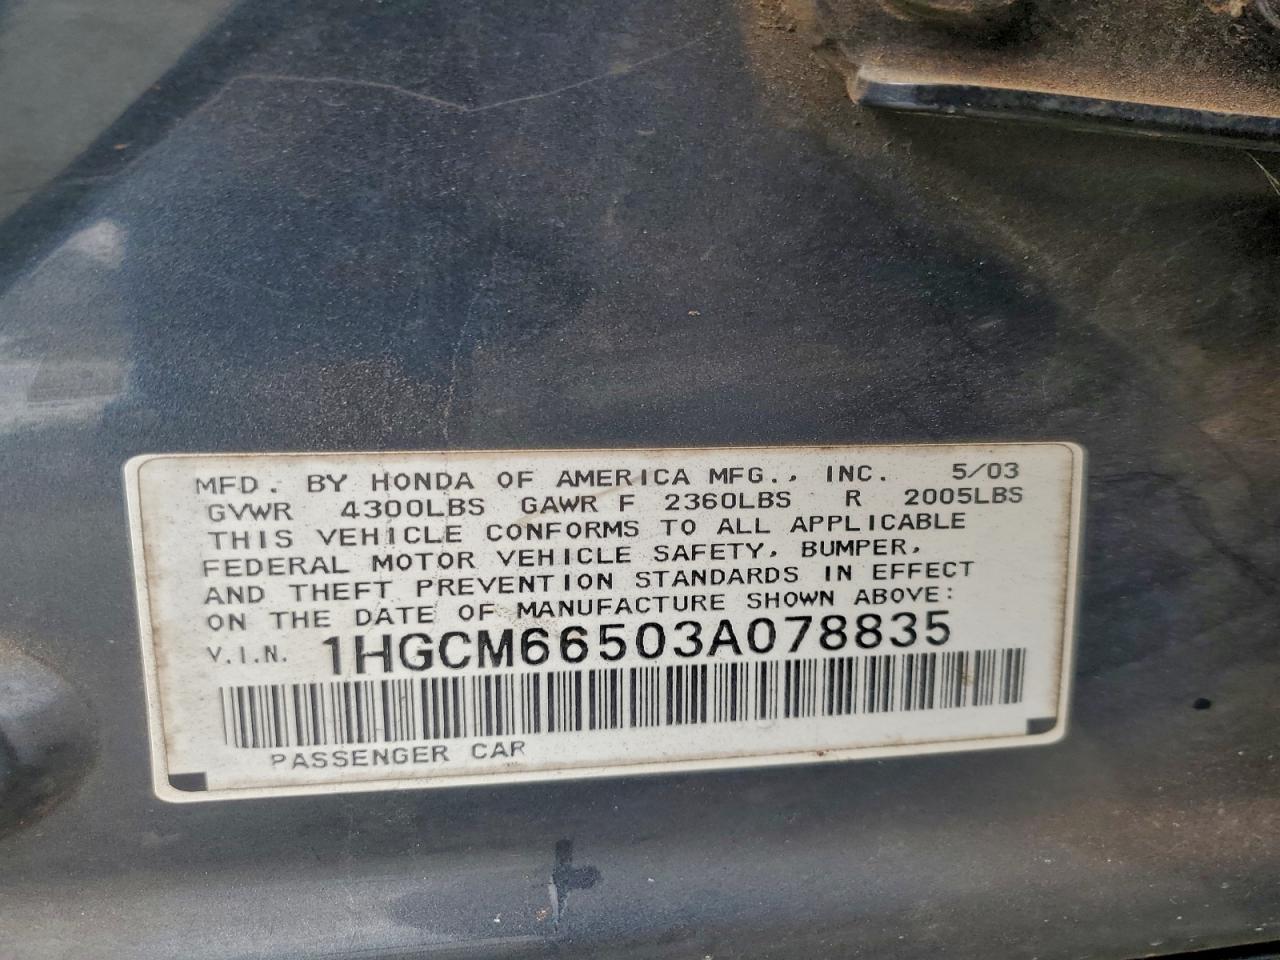 MFD. BY HONDA OF AMERICA MFG., INC. 5/03
GVWR 4300LBS GAWR F 2360LBS R 2005LBS
THIS VEHICLE CONFORMS TO ALL APPLICABLE
FEDERAL MOTOR VEHICLE SAFETY, BUMPER,
AND THEFT PREVENTION STANDARDS IN EFFECT
ON THE DATE OF MANUFACTURE SHOWN ABOVE:
V.I.N. 1HGCM66503A078835
PASSENGER CAR